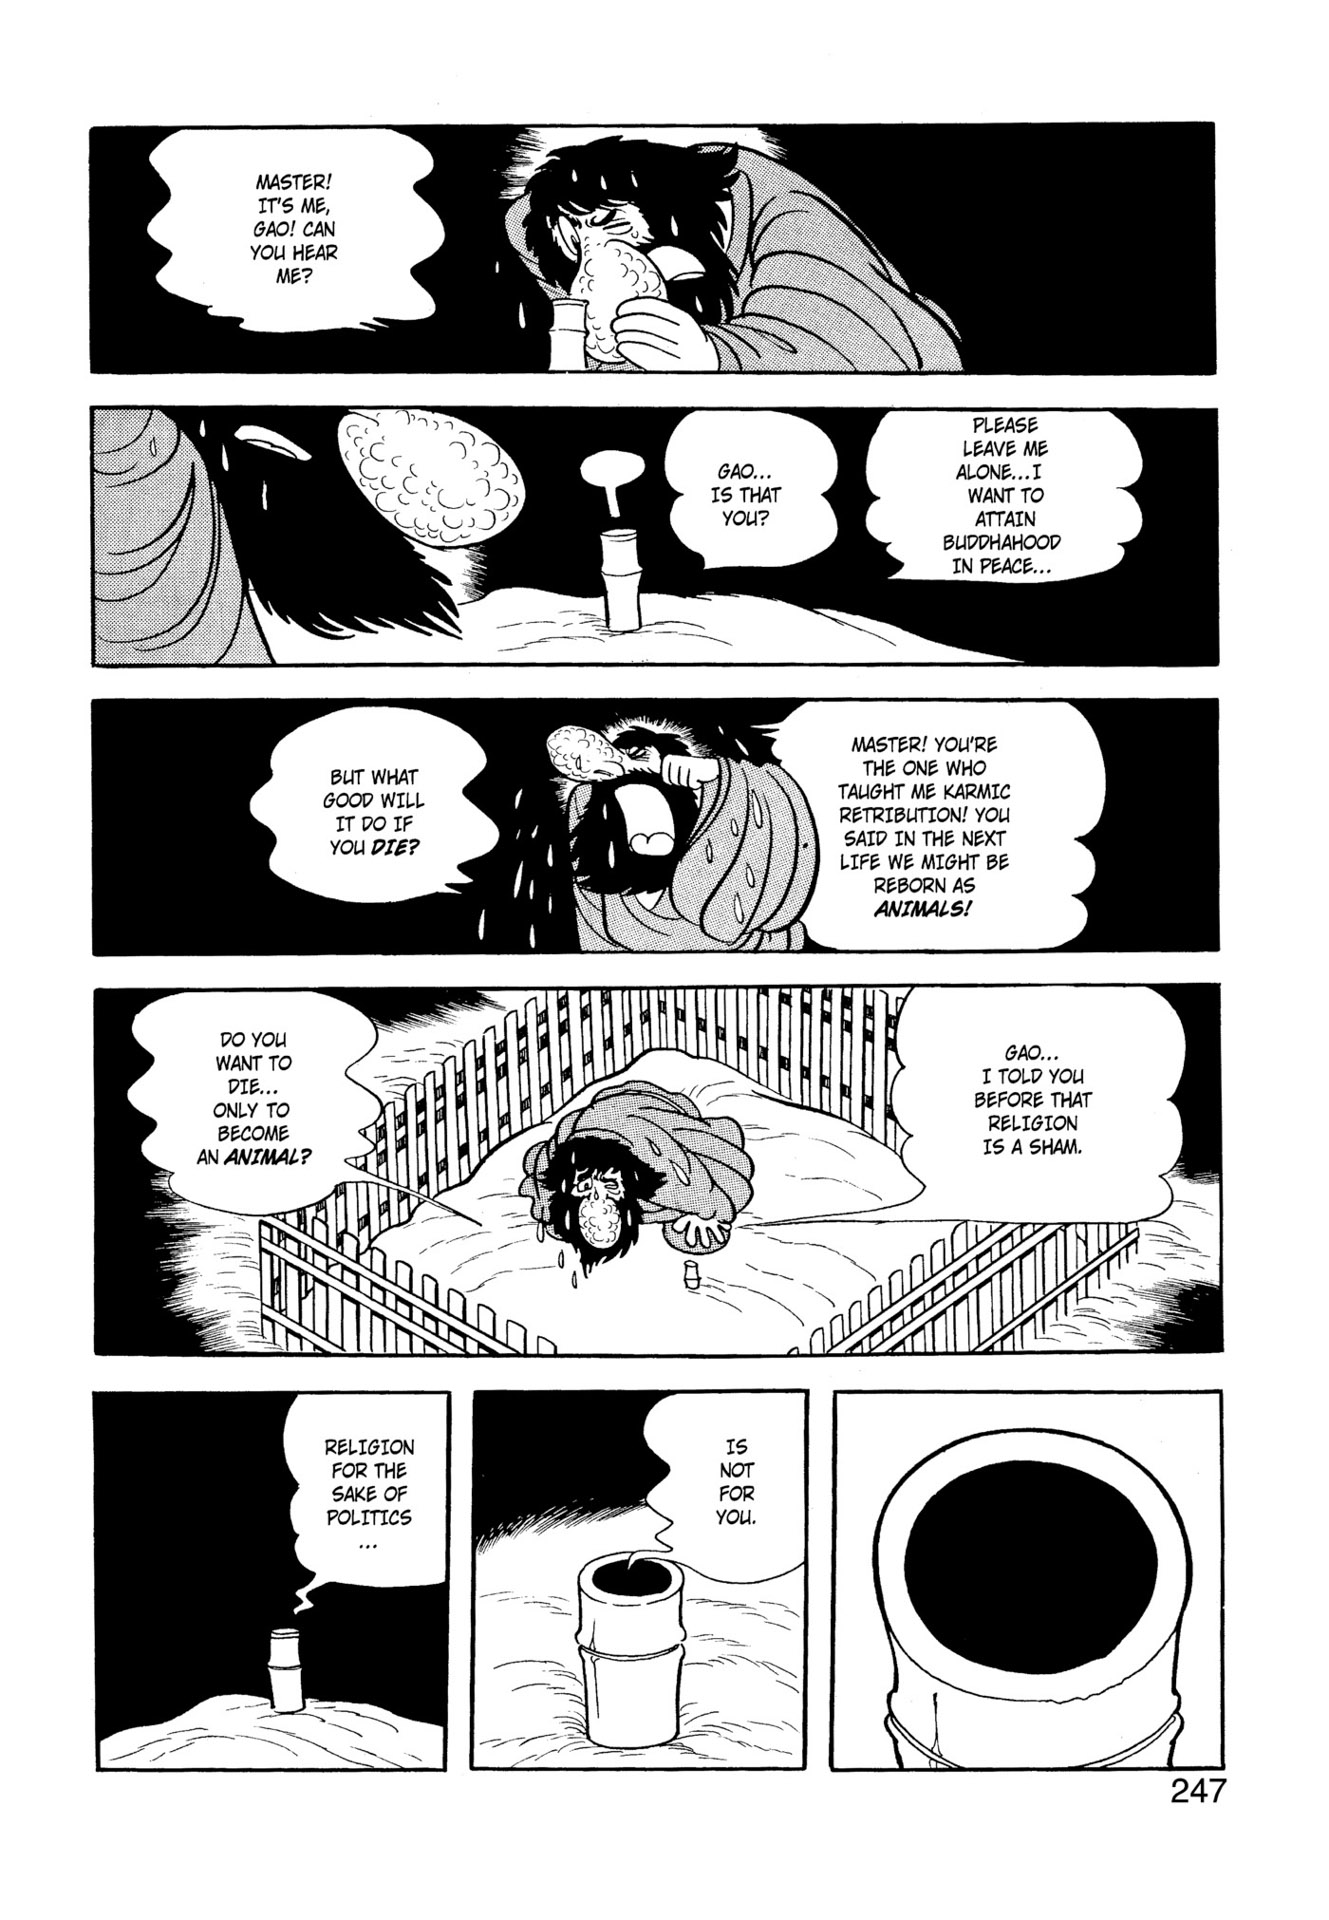 MASTER!
IT'S ME,
GAO! CAN
YOU HEAR
ME?
GAO...
IS THAT
YOU?
PLEASE
LEAVE ME
ALONE...I
WANT TO
ATTAIN
BUDDHAHOOD
IN PEACE...
BUT WHAT
GOOD WILL
IT DO IF
YOU DIE?
MASTER! YOU'RE
THE ONE WHO
TAUGHT ME KARMIC
RETRIBUTION! YOU
SAID IN THE NEXT
LIFE WE MIGHT BE
REBORN AS
ANIMALS!
DO YOU
WANT TO
DIE...
ONLY TO
BECOME
AN ANIMAL?
GAO...
I TOLD YOU
BEFORE THAT
RELIGION
IS A SHAM.
RELIGION
FOR THE
SAKE OF
POLITICS
...
IS
NOT
FOR
YOU.
247